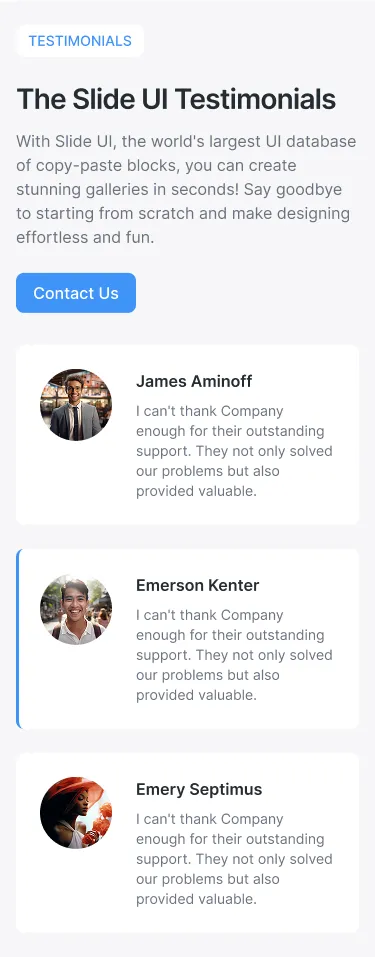 TESTIMONIALS
The Slide UI Testimonials
With Slide UI, the world's largest UI database
of copy-paste blocks, you can create
stunning galleries in seconds! Say goodbye
to starting from scratch and make designing
effortless and fun.
Contact Us
James Aminoff
I can't thank Company
enough for their outstanding
support. They not only solved
our problems but also
provided valuable.
Emerson Kenter
I can't thank Company
enough for their outstanding
support. They not only solved
our problems but also
provided valuable.
Emery Septimus
I can't thank Company
enough for their outstanding
support. They not only solved
our problems but also
provided valuable.